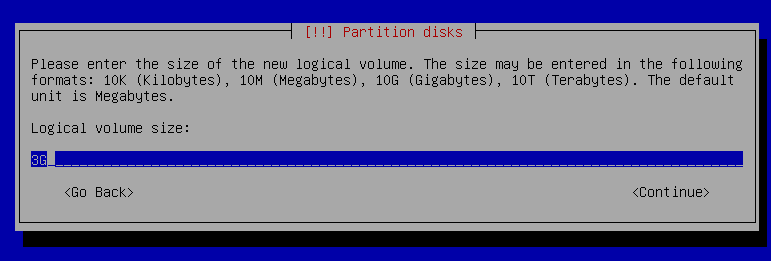 [!!] Partition disks
Please enter the size of the new logical volume. The size may be entered in the following
formats: 10K (Kilobytes), 10M (Megabytes), 10G (Gigabytes), 10T (Terabytes). The default
unit is Megabytes.
Logical volume size:
3G
<Go Back> <Continue>